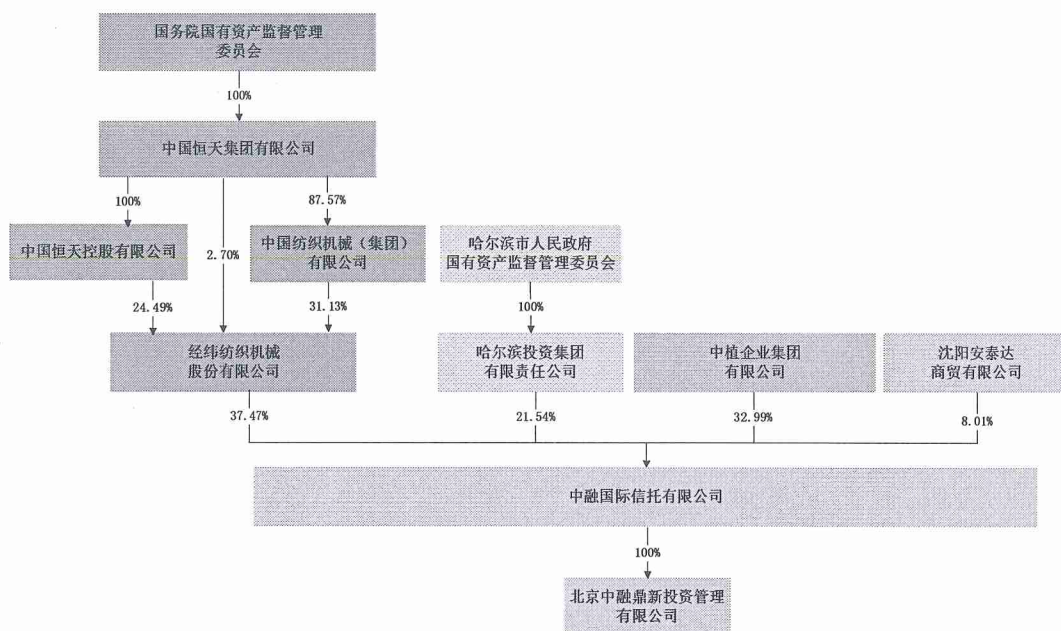 国务院国有资产监督管理
委员会
100%
中国恒天集团有限公司
100%
87.57%
中国恒天控股有限公司
2.70%
中国纺织机械（集团）
有限公司
哈尔滨市人民政府
国有资产监督管理委员会
24.49%
31.13%
100%
经纬纺织机械
股份有限公司
哈尔滨投资集团
有限责任公司
中植企业集团
有限公司
沈阳安泰达
商贸有限公司
37.47%
21.54%
32.99%
8.01%
中融国际信托有限公司
100%
北京中融鼎新投资管理
有限公司